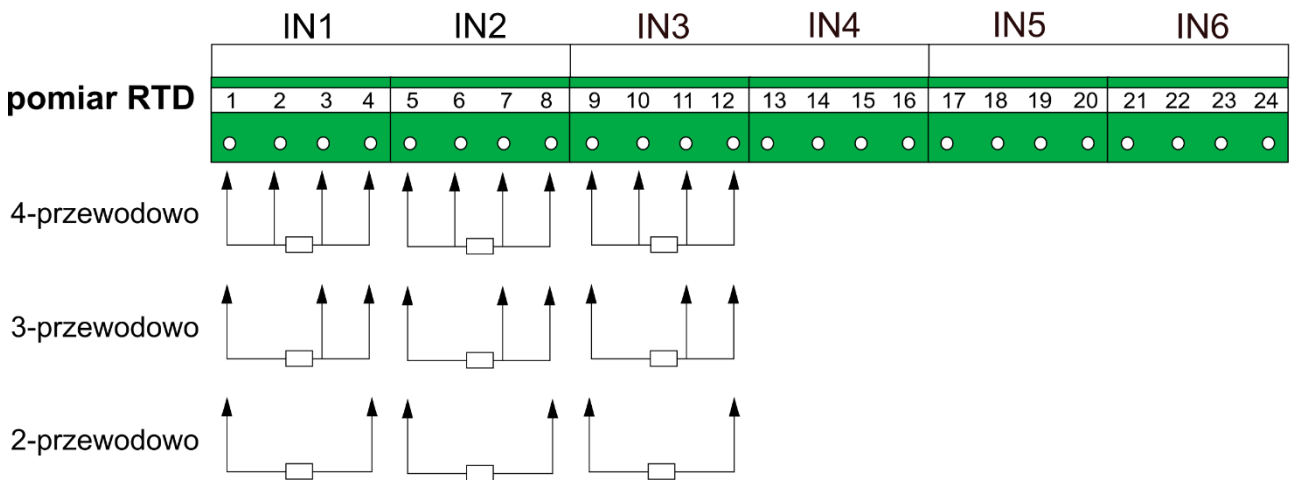 IN1 IN2 IN3 IN4 IN5 IN6
pomiar RTD 1 2 3 4 5 6 7 8 9 10 11 12 13 14 15 16 17 18 19 20 21 22 23 24
4-przewodowo
3-przewodowo
2-przewodowo